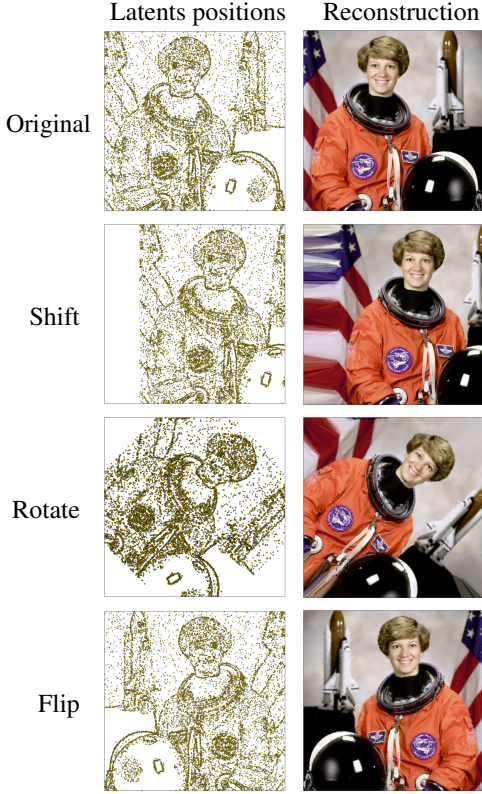 Latents positions Reconstruction
Original
Shift
Rotate
Flip